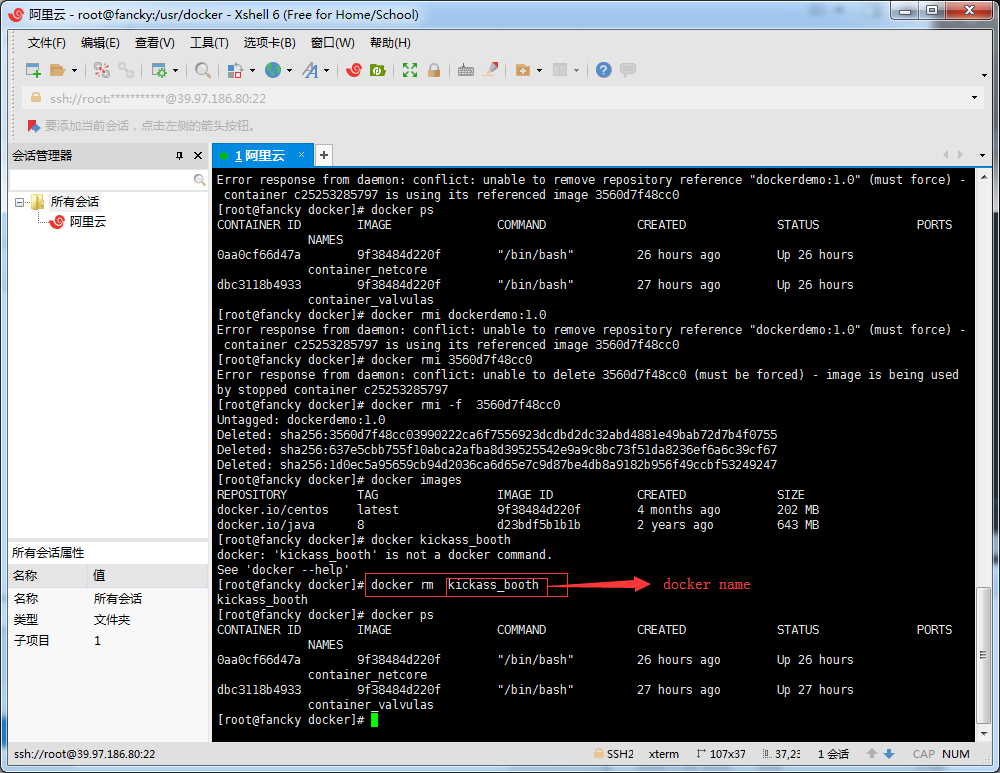 阿里云 - root@fancky:/usr/docker - Xshell 6 (Free for Home/School)
文件(F) 编辑(E) 查看(V) 工具(T) 选项卡(B) 窗口(W) 帮助(H)
ssh://root:***********@39.97.186.80:22
要添加当前会话，点击左侧的箭头按钮。
会话管理器
所有会话
阿里云
所有会话属性
名称 值
名称 所有会话
类型 文件夹
子项目 1
1 阿里云 × +
Error response from daemon: conflict: unable to remove repository reference "dockerdemo:1.0" (must force) -
container c25253285797 is using its referenced image 3560d7f48cc0
[root@fancky docker]# docker ps
CONTAINER ID IMAGE COMMAND CREATED STATUS PORTS
NAMES
0aa0cf66d47a 9f38484d220f "/bin/bash" 26 hours ago Up 26 hours
container_netcore
dbc3118b4933 9f38484d220f "/bin/bash" 27 hours ago Up 26 hours
container_valvulas
[root@fancky docker]# docker rmi dockerdemo:1.0
Error response from daemon: conflict: unable to remove repository reference "dockerdemo:1.0" (must force) -
container c25253285797 is using its referenced image 3560d7f48cc0
[root@fancky docker]# docker rmi 3560d7f48cc0
Error response from daemon: conflict: unable to delete 3560d7f48cc0 (must be forced) - image is being used
by stopped container c25253285797
[root@fancky docker]# docker rmi -f  3560d7f48cc0
Untagged: dockerdemo:1.0
Deleted: sha256:3560d7f48cc03990222ca6f7556923dcdbd2dc32abd4881e49bab72d7b4f0755
Deleted: sha256:637e5cbb755f10abca2afba8d39525542e9a9c8bc73f51da8236ef6a6c39cf67
Deleted: sha256:1d0ec5a95659cb94d2036ca6d65e7c9d87be4db8a9182b956f49ccbf53249247
[root@fancky docker]# docker images
REPOSITORY TAG IMAGE ID CREATED SIZE
docker.io/centos latest 9f38484d220f 4 months ago 202 MB
docker.io/java 8 d23bdf5b1b1b 2 years ago 643 MB
[root@fancky docker]# docker kickass_booth
docker: 'kickass_booth' is not a docker command.
See 'docker --help'
[root@fancky docker]# docker rm  kickass_booth docker name
kickass_booth
[root@fancky docker]# docker ps
CONTAINER ID IMAGE COMMAND CREATED STATUS PORTS
NAMES
0aa0cf66d47a 9f38484d220f "/bin/bash" 26 hours ago Up 26 hours
container_netcore
dbc3118b4933 9f38484d220f "/bin/bash" 27 hours ago Up 27 hours
container_valvulas
[root@fancky docker]#
ssh://root@39.97.186.80:22 SSH2 xterm 107x37 37,23 1 会话 CAP NUM